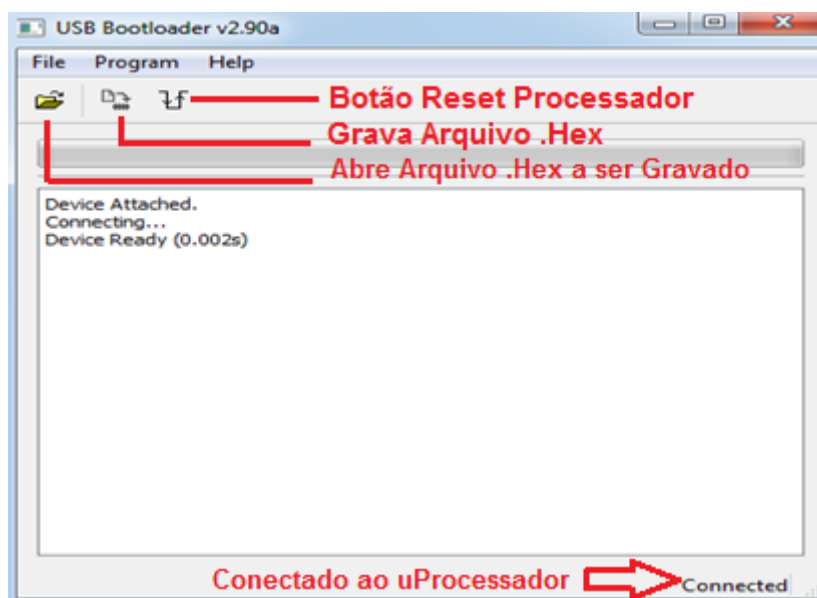 USB Bootloader v2.90a
File Program Help
Botão Reset Processador
Grava Arquivo .Hex
Abre Arquivo .Hex a ser Gravado
Device Attached.
Connecting...
Device Ready (0.002s)
Conectado ao uProcessador
Connected